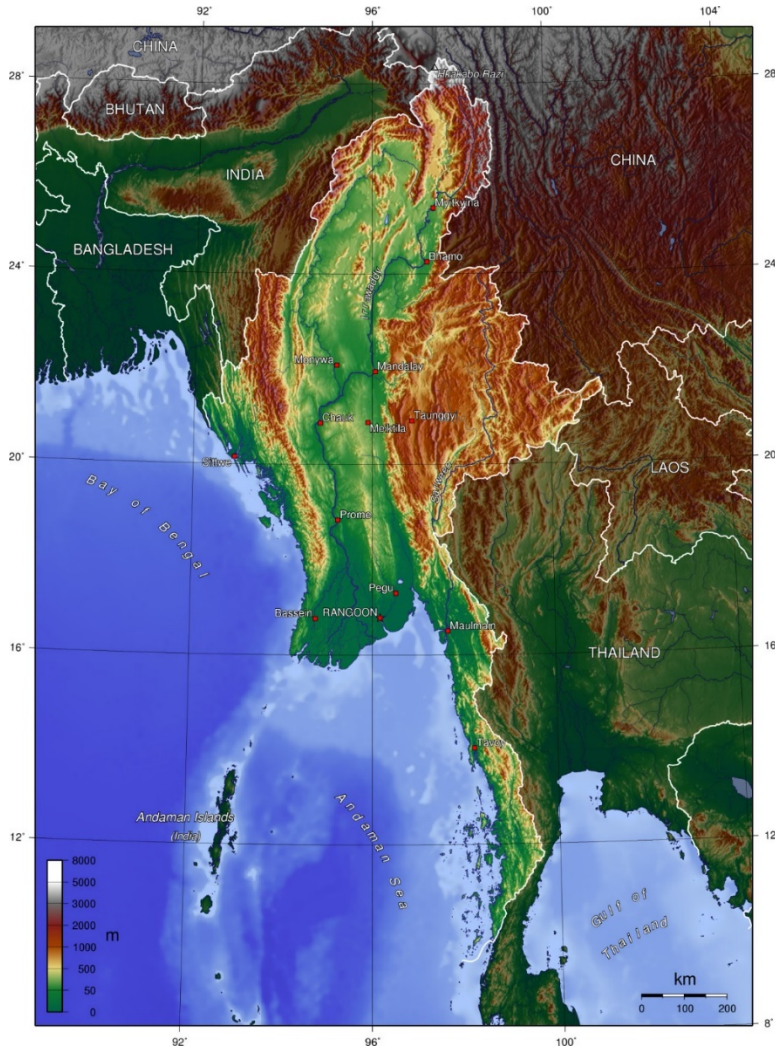 92°
96°
100°
104°
CHINA
28°
28°
Hkakabo Razi
BHUTAN
INDIA
CHINA
Myitkyina
BANGLADESH
Bhamo
24°
24°
Irrawaddy
Monywa
Mandalay
Chauk
Meiktila
Taunggyi
20°
20°
Sittwe
LAOS
Bay of Bengal
Prome
Pegu
Bassein
RANGOON
Maulmain
16°
16°
THAILAND
Tavoy
Andaman Islands
(India)
Andaman Sea
12°
12°
Gulf of
Thailand
8000
5000
3000
2000
1000
500
50
0
m
km
0
100
200
8°
92°
96°
100°